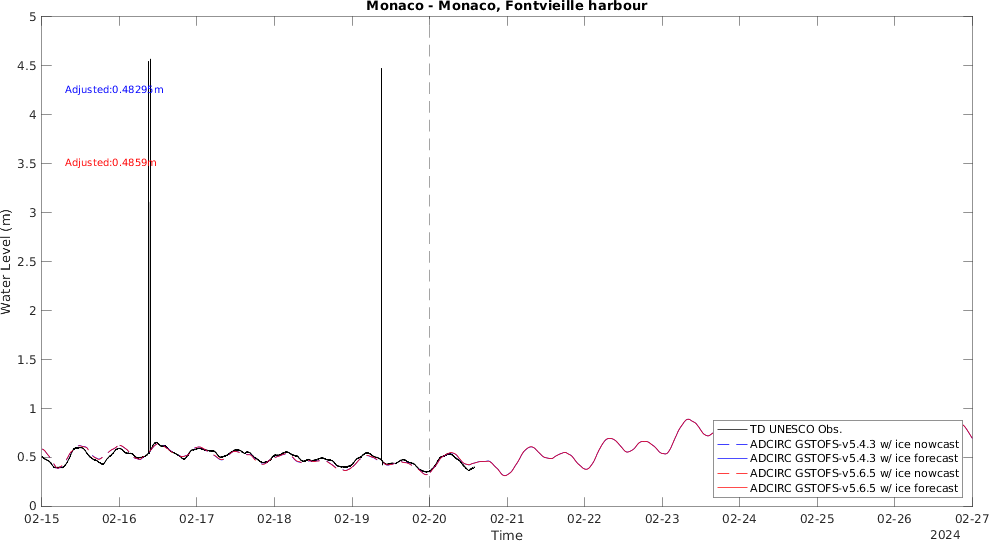 Monaco - Monaco, Fontvieille harbour
5
4.5
Adjusted:0.48295m
4
3.5
Adjusted:0.4859m
3
2.5
2
1.5
1
0.5
0
Water Level (m)
TD UNESCO Obs.
ADCIRC GSTOFS-v5.4.3 w/ ice nowcast
ADCIRC GSTOFS-v5.4.3 w/ ice forecast
ADCIRC GSTOFS-v5.6.5 w/ ice nowcast
ADCIRC GSTOFS-v5.6.5 w/ ice forecast
02-15 02-16 02-17 02-18 02-19 02-20 02-21 02-22 02-23 02-24 02-25 02-26 02-27
Time
2024